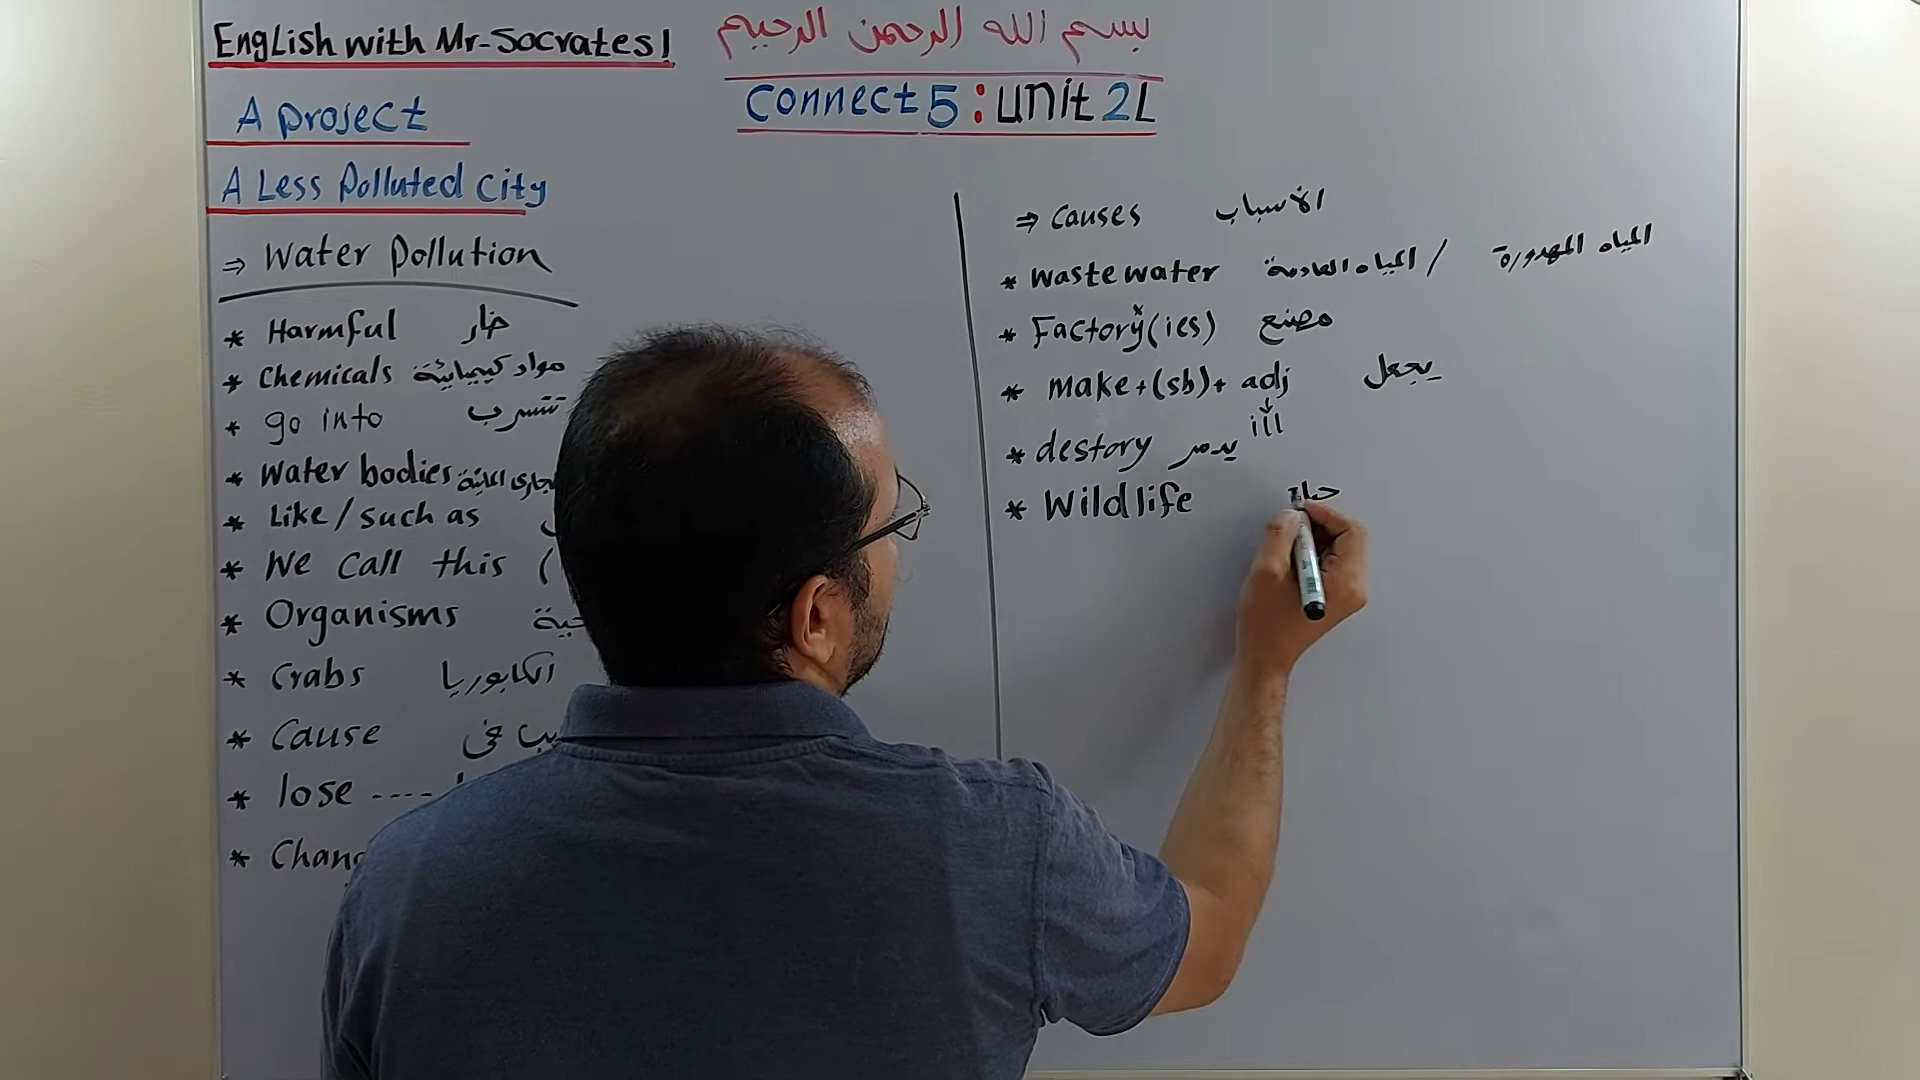 English with Mr-Socrates!
بسم الله الرحمن الرحيم
Connect 5 : unit 2L
A project
A Less polluted city
⇒ Water pollution
* Harmful ضار
* chemicals مواد كيميائية
* go into تتسرب
* water bodies
* Like / such as
* We call this (
* Organisms
* Crabs الكابوريا
* Cause
* lose ----
⇒ causes الأسباب
* wastewater المياه العادمة / المياه المهدورة
* Factory(ies) مصنع
* make+(sb)+ adj يجعل
ill
* destory يدمر
* Wildlife